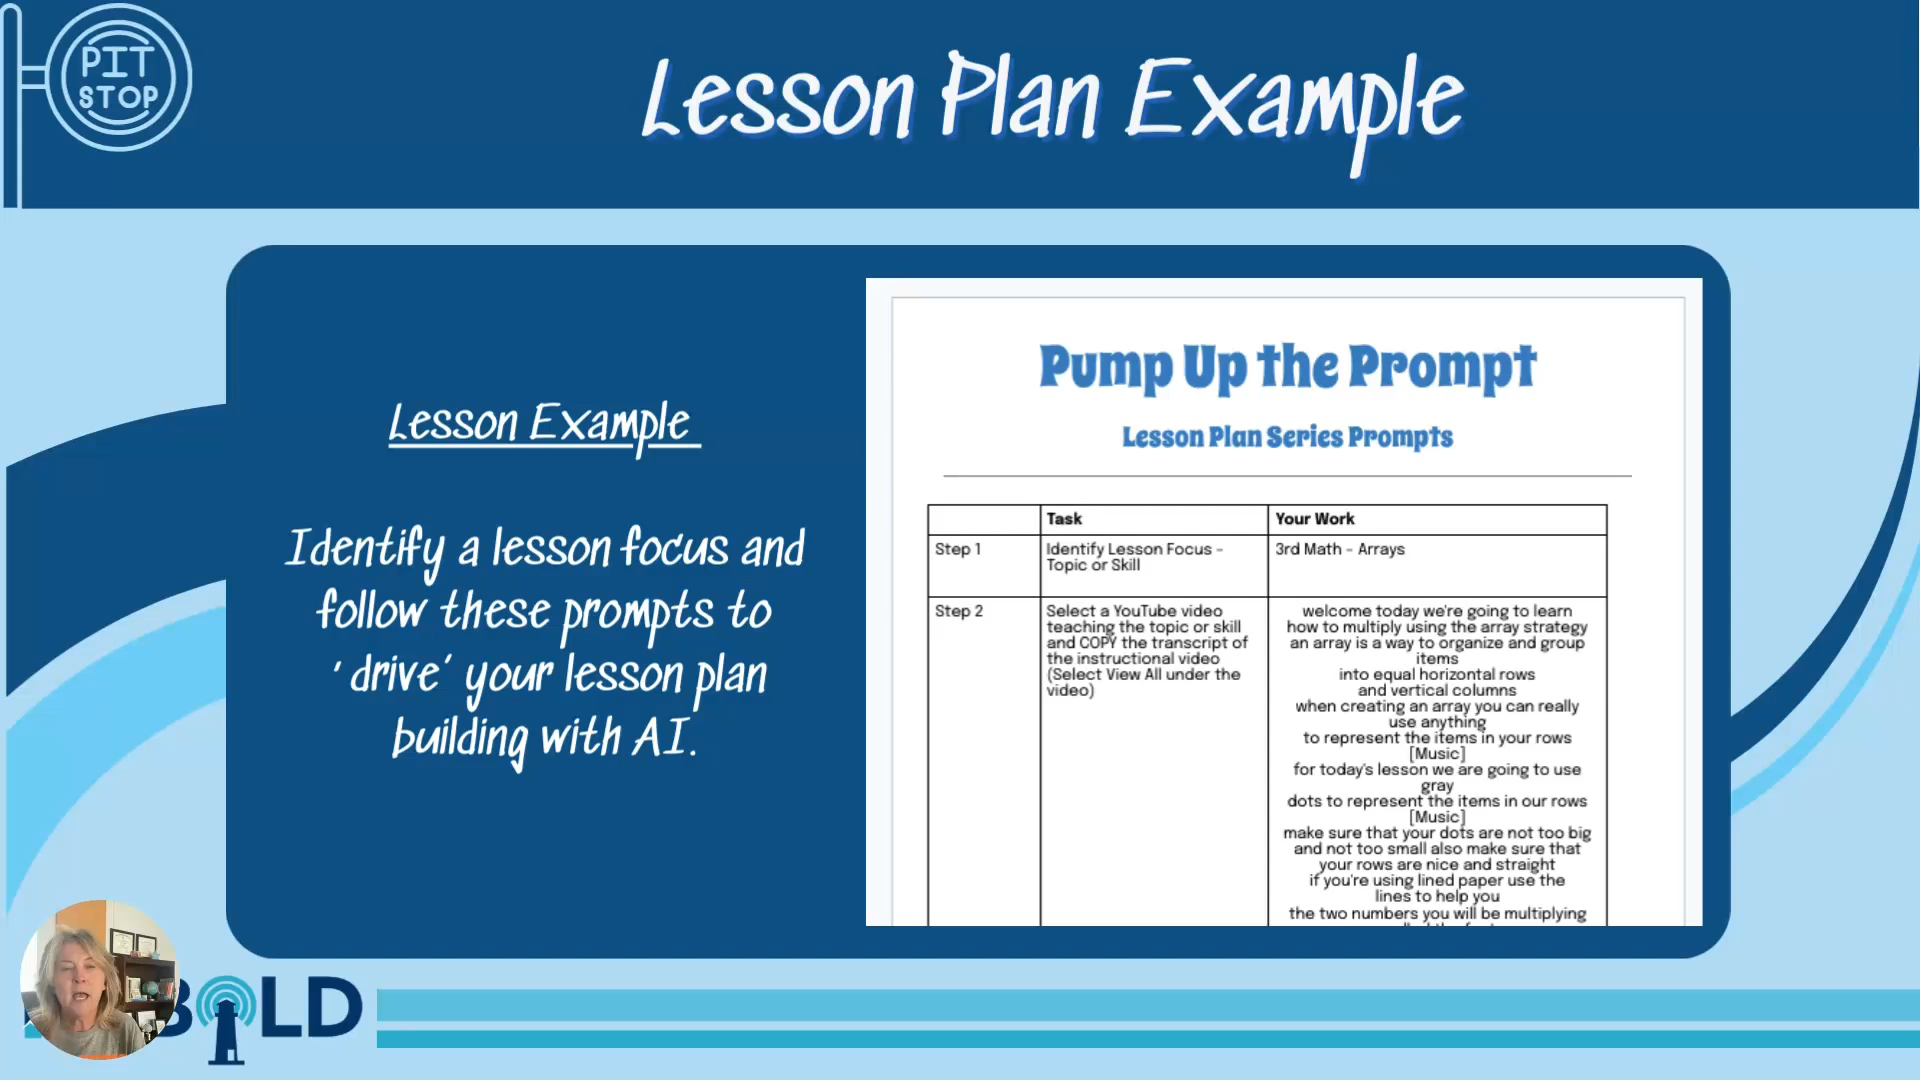 PIT
STOP
Lesson Plan Example
Lesson Example
Identify a lesson focus and
follow these prompts to
'drive' your lesson plan
building with AI.
Pump Up the Prompt
Lesson Plan Series Prompts
Task
Your Work
Step 1
Identify Lesson Focus -
Topic or Skill
3rd Math - Arrays
Step 2
Select a YouTube video
teaching the topic or skill
and COPY the transcript of
the instructional video
(Select View All under the
video)
welcome today we're going to learn
how to multiply using the array strategy
an array is a way to organize and group
items
into equal horizontal rows
and vertical columns
when creating an array you can really
use anything
to represent the items in your rows
[Music]
for today's lesson we are going to use
gray
dots to represent the items in our rows
[Music]
make sure that your dots are not too big
and not too small also make sure that
your rows are nice and straight
if you're using lined paper use the
lines to help you
the two numbers you will be multiplying
BOLD